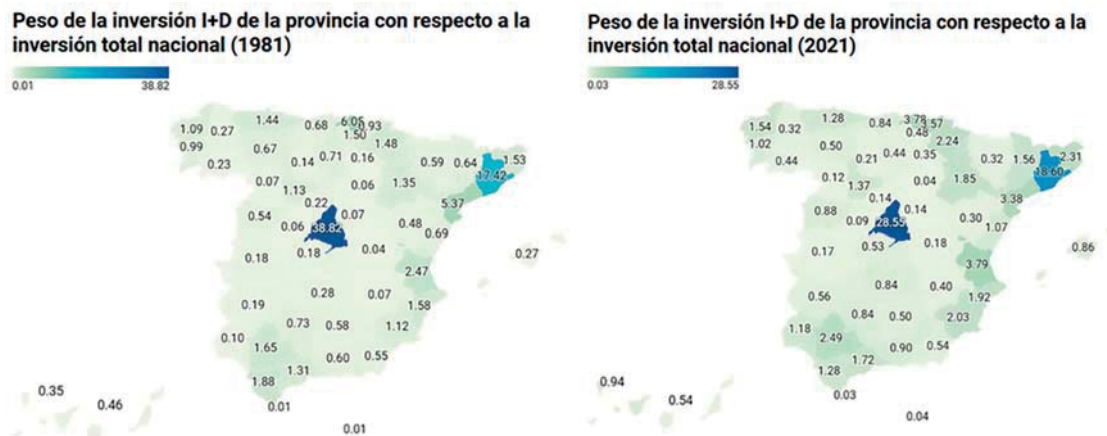 Peso de la inversión I+D de la provincia con respecto a la
inversión total nacional (1981)
0.01 38.82
1.09 0.27 1.44 0.68 6.05 0.93
1.50
0.99 0.67 1.48
0.23 0.14 0.71 0.16 0.59 0.64 1.53
17.42
0.07 1.13 0.06 1.35
0.22 5.37
0.54 0.06 38.82 0.07 0.48
0.69
0.18 0.18 0.04 0.27
2.47
0.19 0.28 0.07 1.58
0.10 0.73 0.58 1.12
1.65
1.88 1.31 0.60 0.55
0.35 0.46 0.01
0.01
Peso de la inversión I+D de la provincia con respecto a la
inversión total nacional (2021)
0.03 28.55
1.54 0.32 1.28 0.84 3.78 3.57
0.48
1.02 0.50 2.24
0.44 0.21 0.44 0.35 0.32 1.56 2.31
18.60
0.12 1.37 0.04 1.85
0.14 3.38
0.88 0.09 28.55 0.14 0.30
1.07
0.17 0.53 0.18 0.86
3.79
0.56 0.84 0.40 1.92
1.18 0.84 0.50 2.03
2.49
1.28 1.72 0.90 0.54
0.94 0.54 0.03
0.04